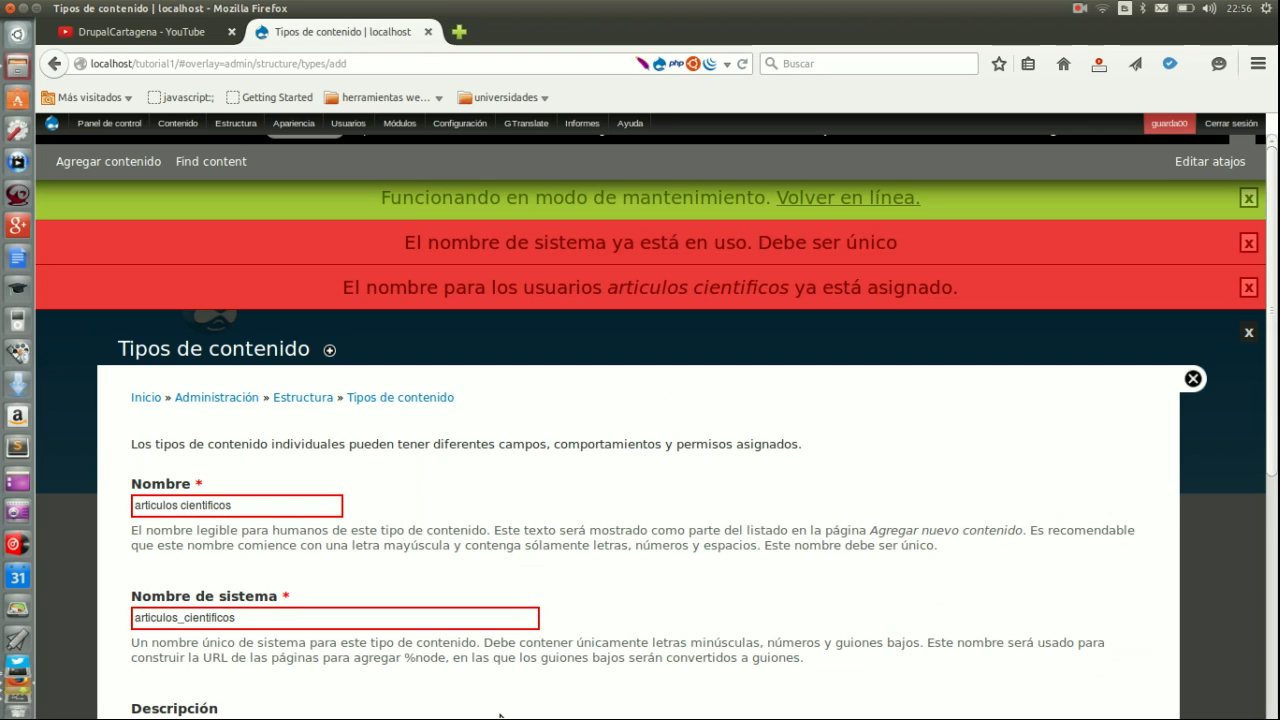 Tipos de contenido | localhost - Mozilla Firefox
22:56
DrupalCartagena - YouTube
Tipos de contenido | localhost
localhost/tutorial1/#overlay=admin/structure/types/add
php
Buscar
Más visitados
javascript:;
Getting Started
herramientas we...
universidades
Panel de control
Contenido
Estructura
Apariencia
Usuarios
Módulos
Configuración
GTranslate
Informes
Ayuda
guarda00
Cerrar sesión
Agregar contenido
Find content
Editar atajos
Funcionando en modo de mantenimiento. Volver en línea.
x
El nombre de sistema ya está en uso. Debe ser único
x
El nombre para los usuarios articulos cientificos ya está asignado.
x
x
Tipos de contenido
Inicio » Administración » Estructura » Tipos de contenido
Los tipos de contenido individuales pueden tener diferentes campos, comportamientos y permisos asignados.
Nombre *
articulos cientificos
El nombre legible para humanos de este tipo de contenido. Este texto será mostrado como parte del listado en la página Agregar nuevo contenido. Es recomendable
que este nombre comience con una letra mayúscula y contenga sólamente letras, números y espacios. Este nombre debe ser único.
Nombre de sistema *
articulos_cientificos
Un nombre único de sistema para este tipo de contenido. Debe contener únicamente letras minúsculas, números y guiones bajos. Este nombre será usado para
construir la URL de las páginas para agregar %node, en las que los guiones bajos serán convertidos a guiones.
Descripción
g+
a
S
31